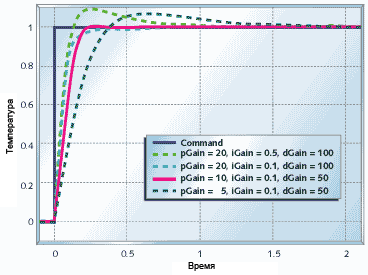 Температура
1
0.8
0.6
0.4
0.2
0
Command
pGain = 20, iGain = 0.5, dGain = 100
pGain = 20, iGain = 0.1, dGain = 100
pGain = 10, iGain = 0.1, dGain = 50
pGain = 5, iGain = 0.1, dGain = 50
0 0.5 1 1.5 2
Время